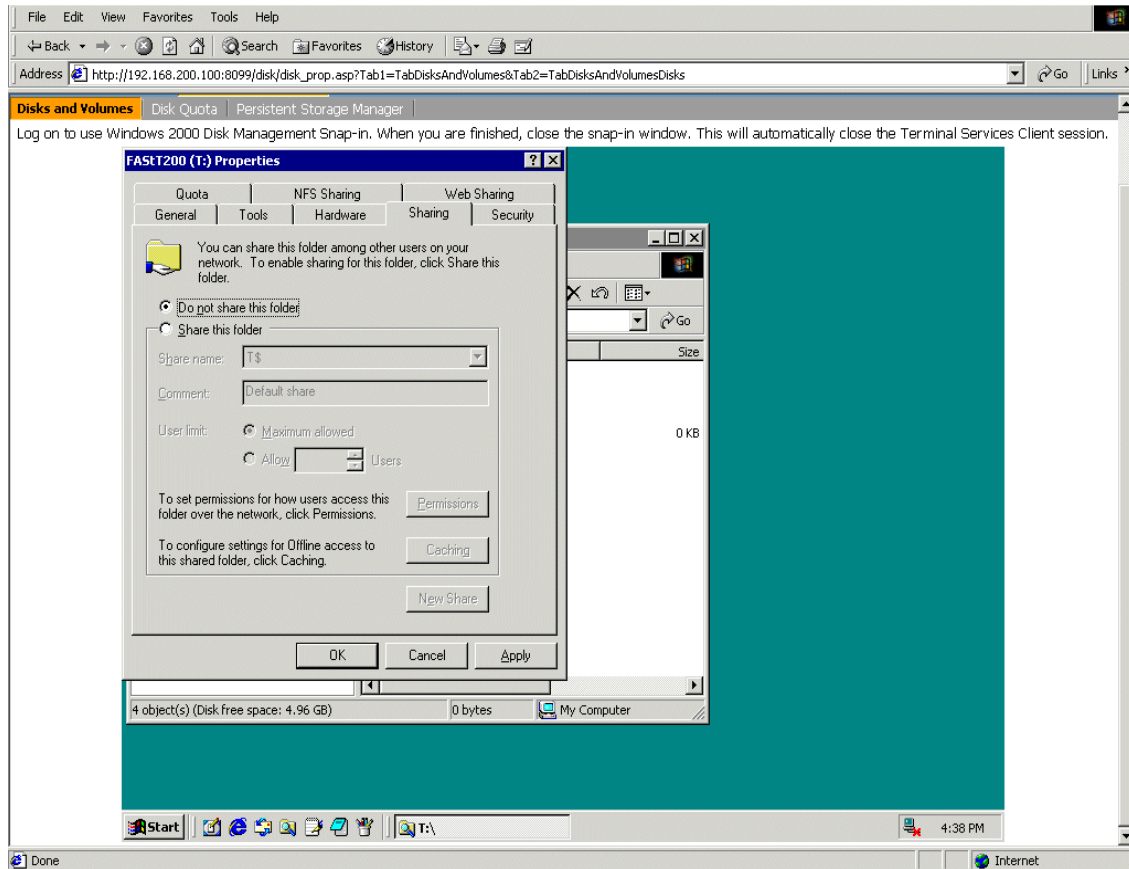 File Edit View Favorites Tools Help
Back Search Favorites History
Address http://192.168.200.100:8099/disk/disk_prop.asp?Tab1=TabDisksAndVolumes&Tab2=TabDisksAndVolumesDisks Go Links
Disks and Volumes Disk Quota Persistent Storage Manager
Log on to use Windows 2000 Disk Management Snap-in. When you are finished, close the snap-in window. This will automatically close the Terminal Services Client session.
FAStT200 (T:) Properties
Quota NFS Sharing Web Sharing
General Tools Hardware Sharing Security
You can share this folder among other users on your
network. To enable sharing for this folder, click Share this
folder.
Do not share this folder
Share this folder
Go
Share name: T$
Size
Comment: Default share
User limit: Maximum allowed
0 KB
Allow Users
To set permissions for how users access this
folder over the network, click Permissions.
Permissions
To configure settings for Offline access to
this shared folder, click Caching.
Caching
New Share
OK Cancel Apply
4 object(s) (Disk free space: 4.96 GB) 0 bytes My Computer
Start T:\ 4:38 PM
Done Internet